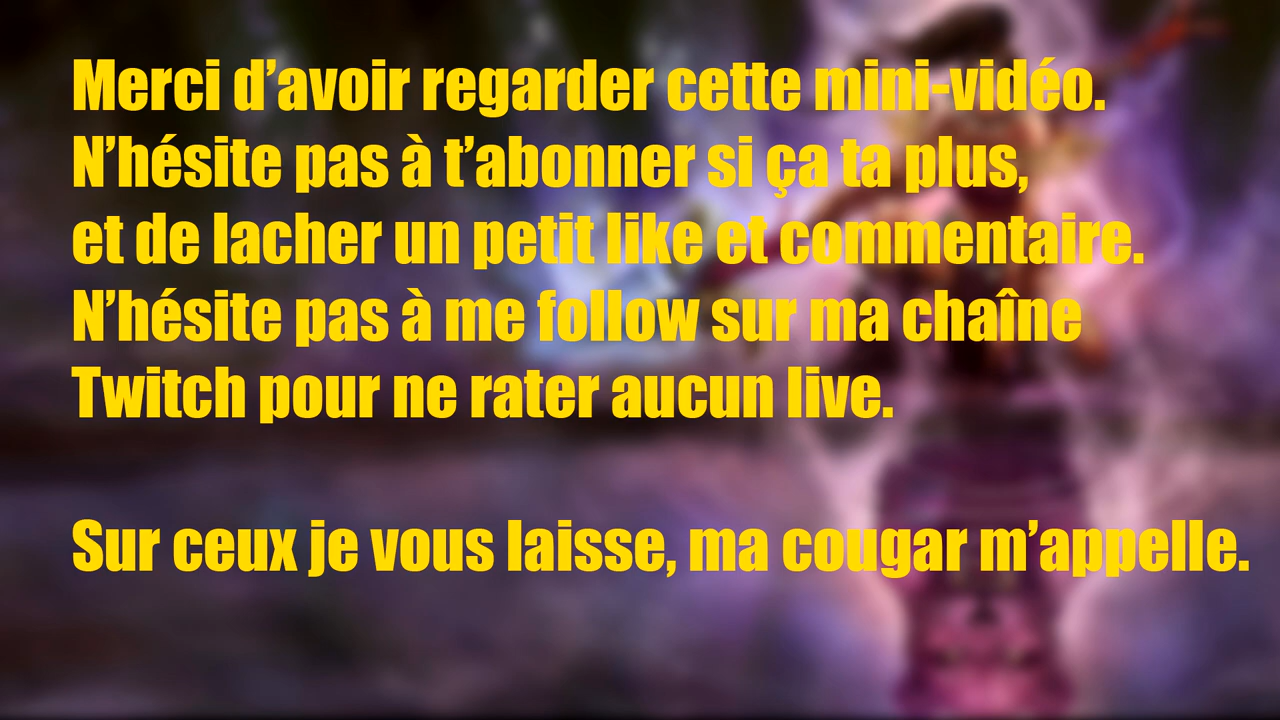 Merci d’avoir regarder cette mini-vidéo.
N’hésite pas à t’abonner si ça ta plus,
et de lacher un petit like et commentaire.
N’hésite pas à me follow sur ma chaîne
Twitch pour ne rater aucun live.
Sur ceux je vous laisse, ma cougar m’appelle.